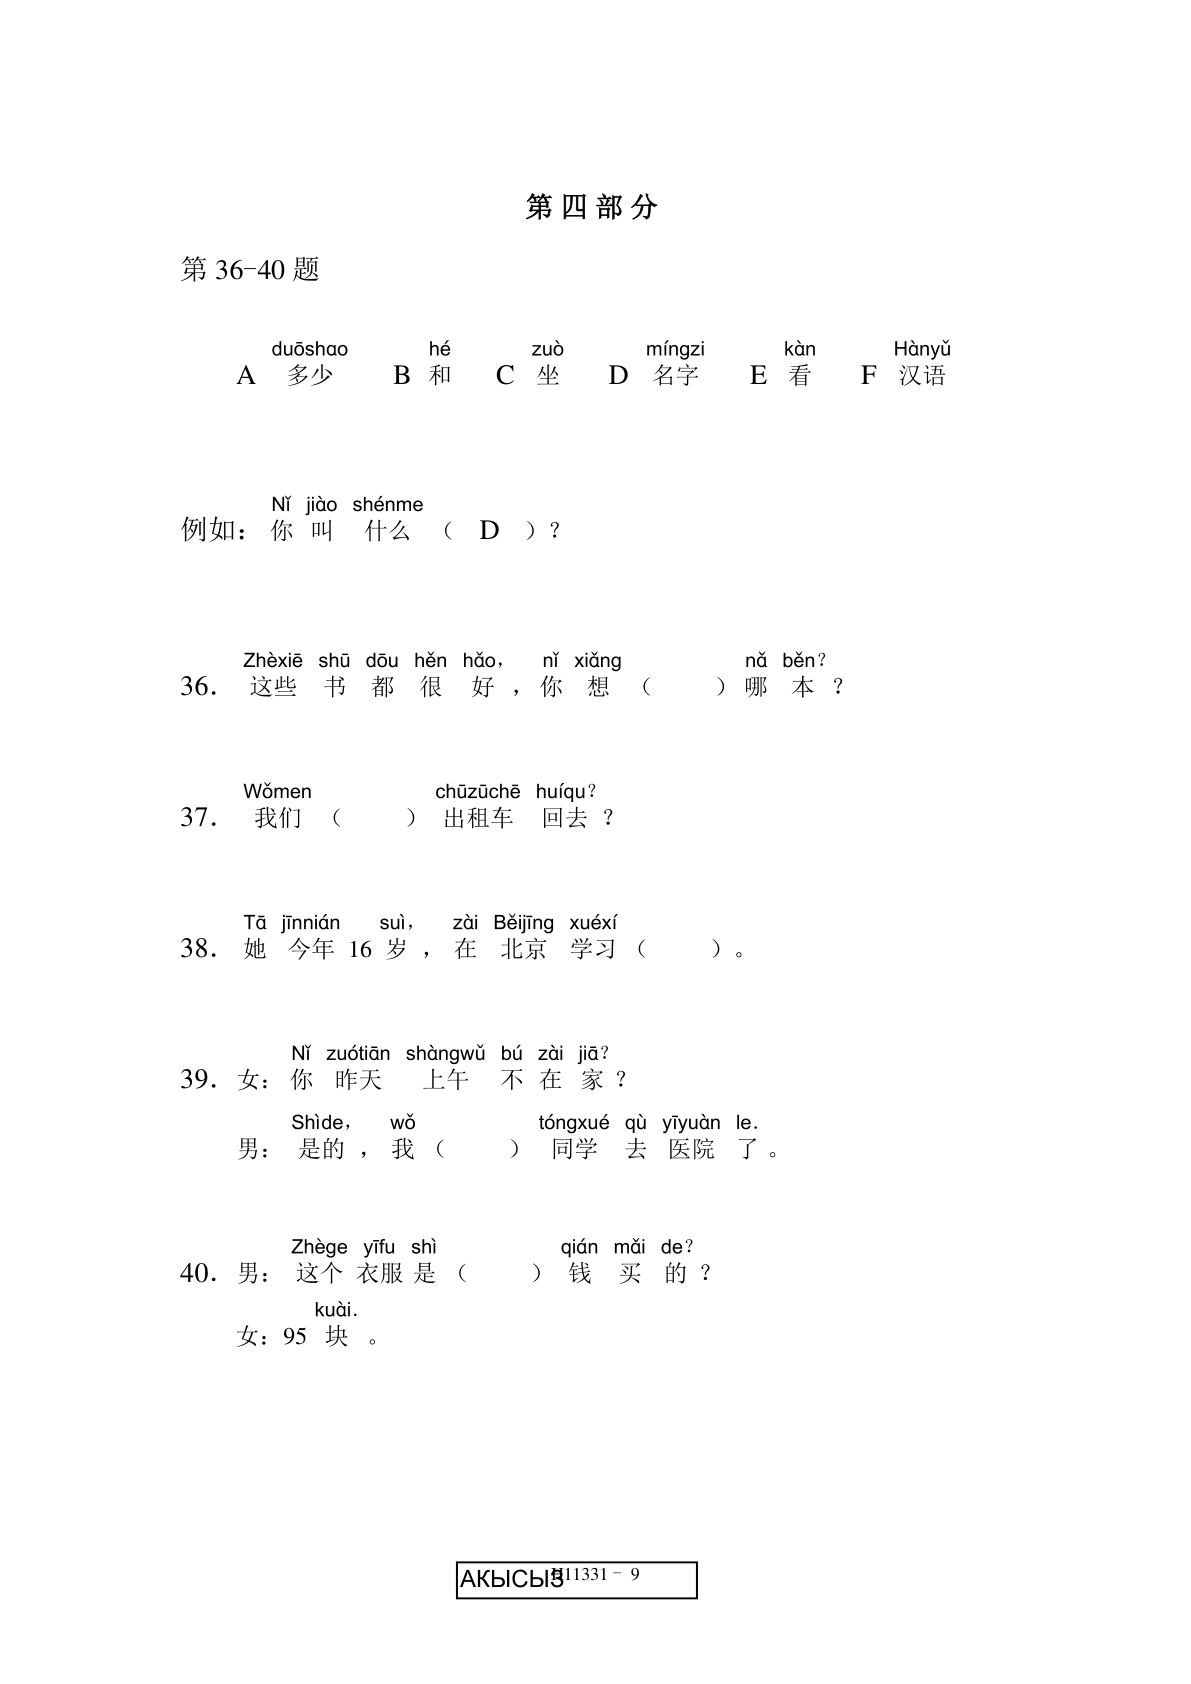 第四部分
第 36-40 题
duōshao hé zuò míngzi kàn Hànyǔ
A 多少 B 和 C 坐 D 名字 E 看 F 汉语
Nǐ jiào shénme
例如：你 叫 什么 （ D ）？
Zhèxiē shū dōu hěn hǎo， nǐ xiǎng nǎ běn？
36． 这些 书 都 很 好 ，你 想 （ ）哪 本 ？
Wǒmen chūzūchē huíqu？
37． 我们 （ ） 出租车 回去 ？
Tā jīnnián suì， zài Běijīng xuéxí
38． 她 今年 16 岁 ， 在 北京 学习 （ ）。
Nǐ zuótiān shàngwǔ bú zài jiā？
39．女：你 昨天 上午 不 在 家 ？
Shìde， wǒ tóngxué qù yīyuàn le．
男： 是的 ， 我 （ ） 同学 去 医院 了 。
Zhège yīfu shì qián mǎi de？
40．男： 这个 衣服 是 （ ） 钱 买 的 ？
kuài．
女：95 块 。
АКЫСЫЗ H11331－ 9